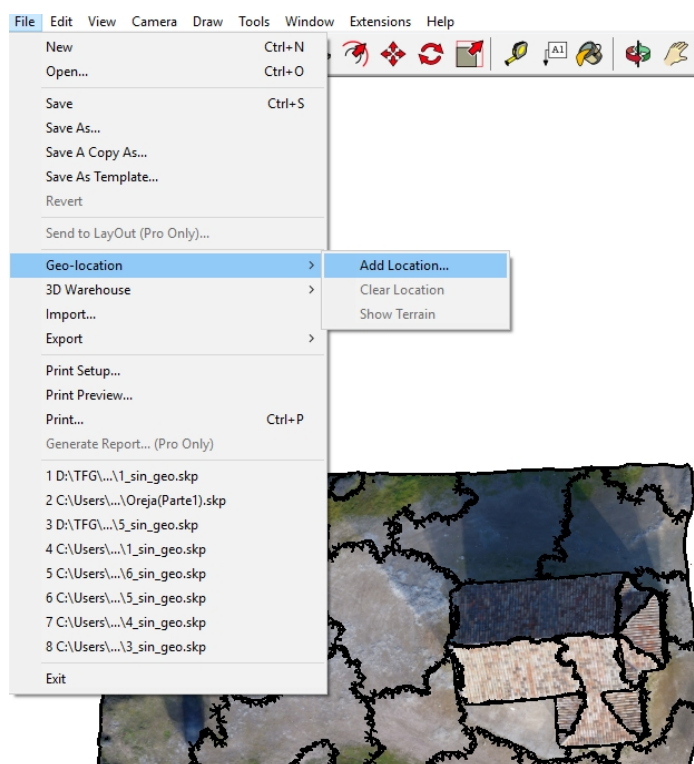 File Edit View Camera Draw Tools Window Extensions Help
New Ctrl+N
Open... Ctrl+O
A1
Save Ctrl+S
Save As...
Save A Copy As...
Save As Template...
Revert
Send to LayOut (Pro Only)...
Geo-location >
Add Location...
3D Warehouse >
Clear Location
Import...
Show Terrain
Export >
Print Setup...
Print Preview...
Print... Ctrl+P
Generate Report... (Pro Only)
1 D:\TFG\...\1_sin_geo.skp
2 C:\Users\...\Oreja(Parte1).skp
3 D:\TFG\...\5_sin_geo.skp
4 C:\Users\...\1_sin_geo.skp
5 C:\Users\...\6_sin_geo.skp
6 C:\Users\...\5_sin_geo.skp
7 C:\Users\...\4_sin_geo.skp
8 C:\Users\...\3_sin_geo.skp
Exit